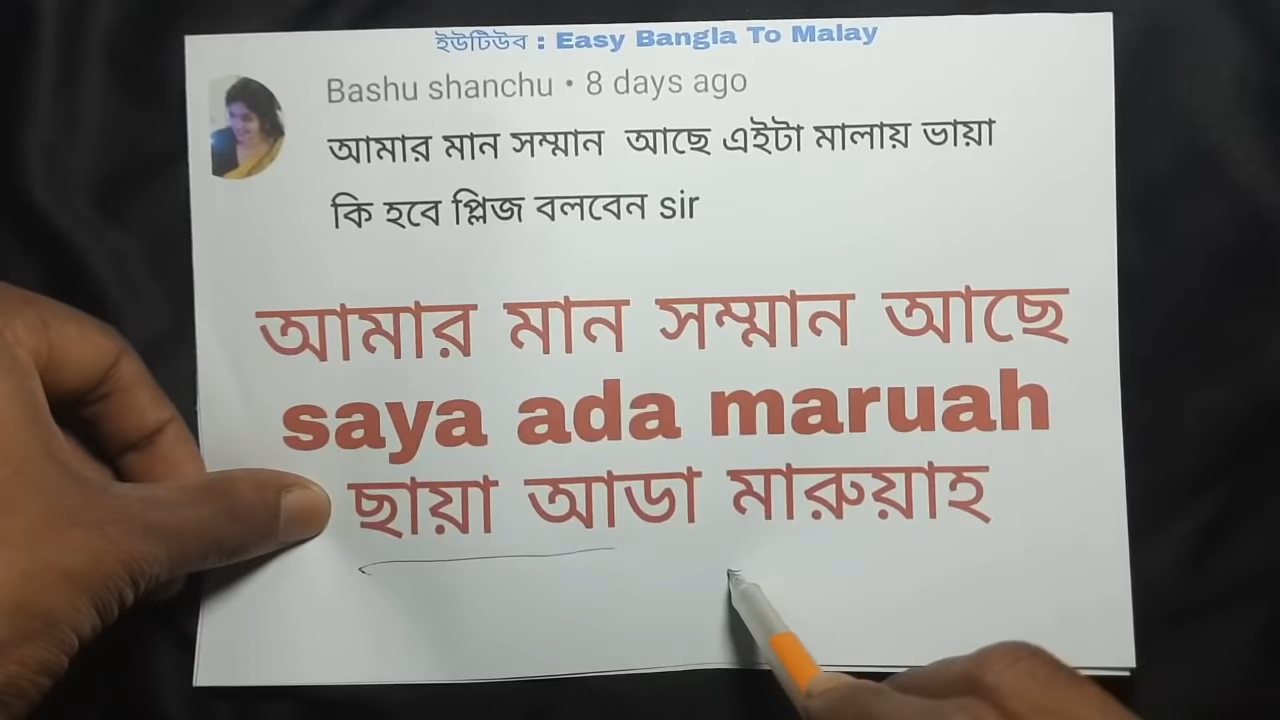 ইউটিউব : Easy Bangla To Malay
Bashu shanchu • 8 days ago
আমার মান সম্মান আছে এইটা মালায় ভায়া
কি হবে প্লিজ বলবেন sir
আমার মান সম্মান আছে
saya ada maruah
ছায়া আডা মারুয়াহ